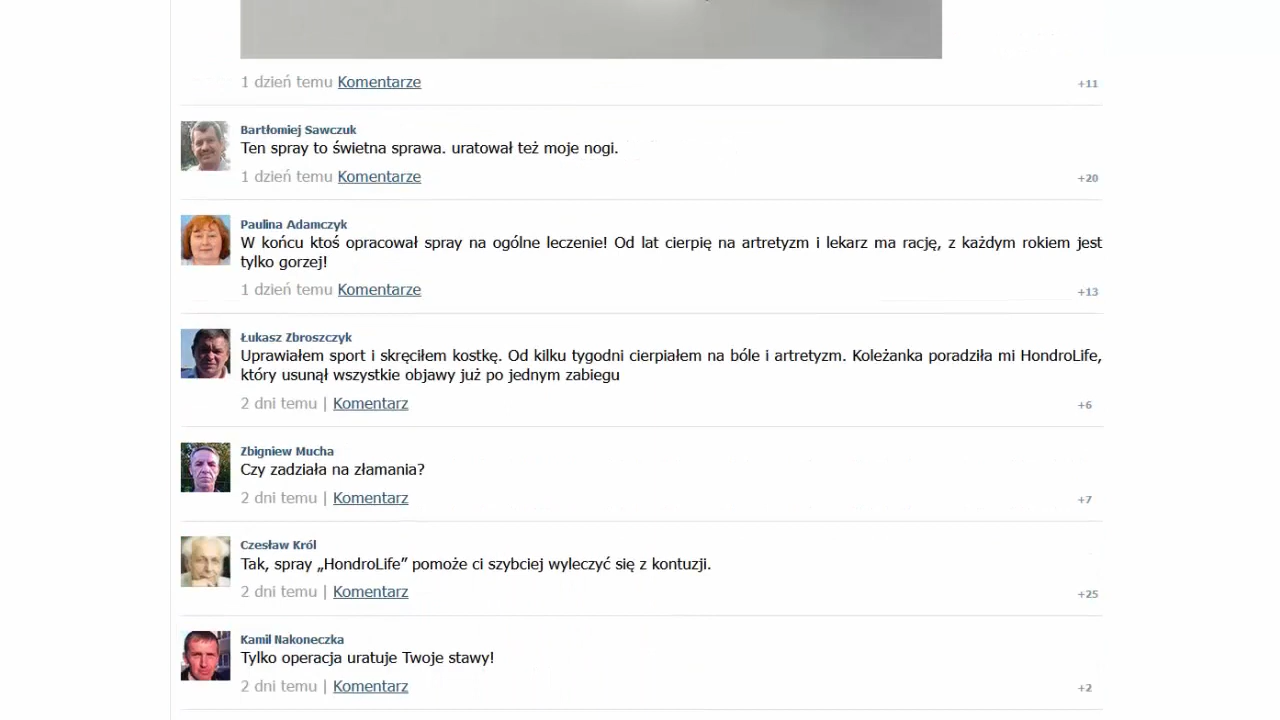 1 dzień temu Komentarze
+11
Bartłomiej Sawczuk
Ten spray to świetna sprawa. uratował też moje nogi.
1 dzień temu Komentarze
+20
Paulina Adamczyk
W końcu ktoś opracował spray na ogólne leczenie! Od lat cierpię na artretyzm i lekarz ma rację, z każdym rokiem jest
tylko gorzej!
1 dzień temu Komentarze
+13
Łukasz Zbroszczyk
Uprawiałem sport i skręciłem kostkę. Od kilku tygodni cierpiałem na bóle i artretyzm. Koleżanka poradziła mi HondroLife,
który usunął wszystkie objawy już po jednym zabiegu
2 dni temu | Komentarz
+6
Zbigniew Mucha
Czy zadziała na złamania?
2 dni temu | Komentarz
+7
Czesław Król
Tak, spray „HondroLife” pomoże ci szybciej wyleczyć się z kontuzji.
2 dni temu | Komentarz
+25
Kamil Nakoneczka
Tylko operacja uratuje Twoje stawy!
2 dni temu | Komentarz
+2